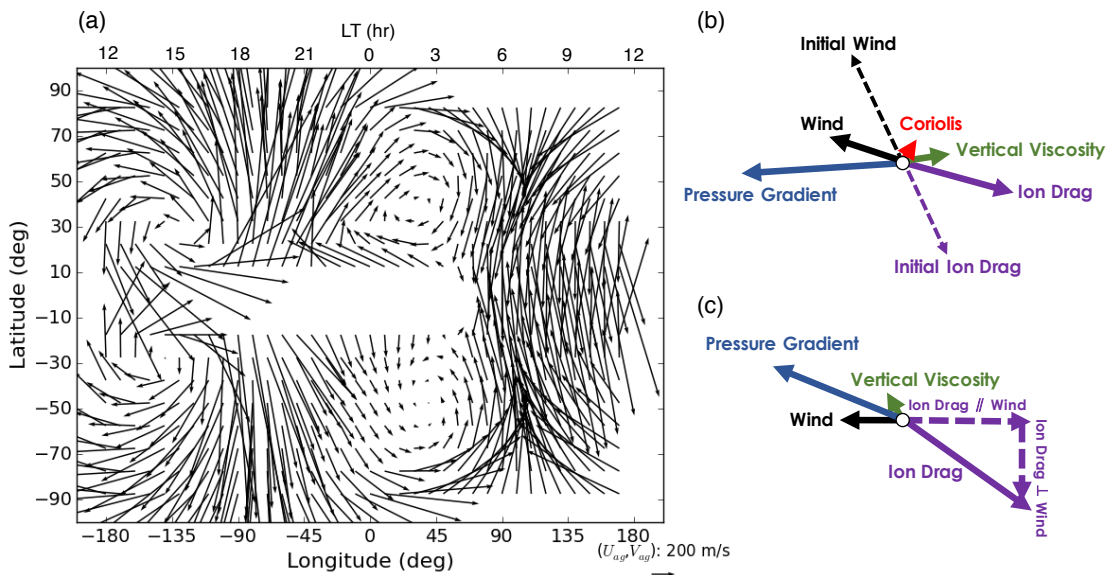 (a)
LT (hr)
12 15 18 21 0 3 6 9 12
90
70
50
30
10
−10
−30
−50
−70
−90
Latitude (deg)
−180 −135 −90 −45 0 45 90 135 180
Longitude (deg)
(U_ag,V_ag): 200 m/s
(b)
Initial Wind
Wind
Coriolis
Vertical Viscosity
Pressure Gradient
Ion Drag
Initial Ion Drag
(c)
Pressure Gradient
Vertical Viscosity
Ion Drag ∥ Wind
Wind
Ion Drag
Ion Drag ⊥ Wind